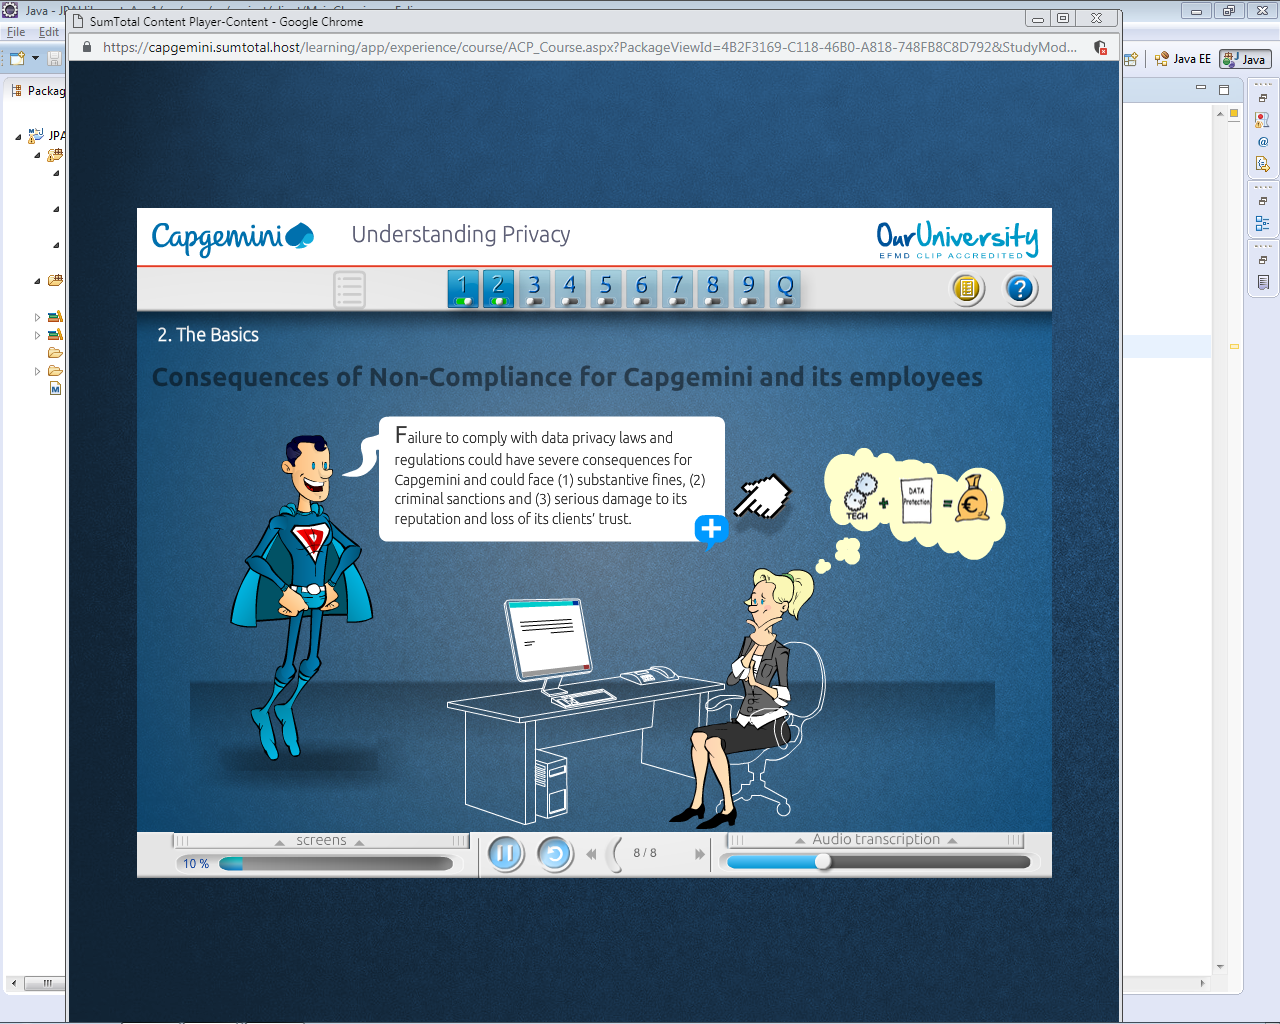 Java - JPA
SumTotal Content Player-Content - Google Chrome
File Edit
https://capgemini.sumtotal.host/learning/app/experience/course/ACP_Course.aspx?PackageViewId=4B2F3169-C118-46B0-A818-748FB8C8D792&StudyMod...
Java EE
Java
Packag
JPA
Capgemini
Understanding Privacy
OurUniversity
EFMD CLIP ACCREDITED
1 2 3 4 5 6 7 8 9 Q
?
2. The Basics
Consequences of Non-Compliance for Capgemini and its employees
Failure to comply with data privacy laws and
regulations could have severe consequences for
Capgemini and could face (1) substantive fines, (2)
criminal sanctions and (3) serious damage to its
reputation and loss of its clients' trust.
TECH + DATA Protection = €
screens
10 %
8 / 8
Audio transcription